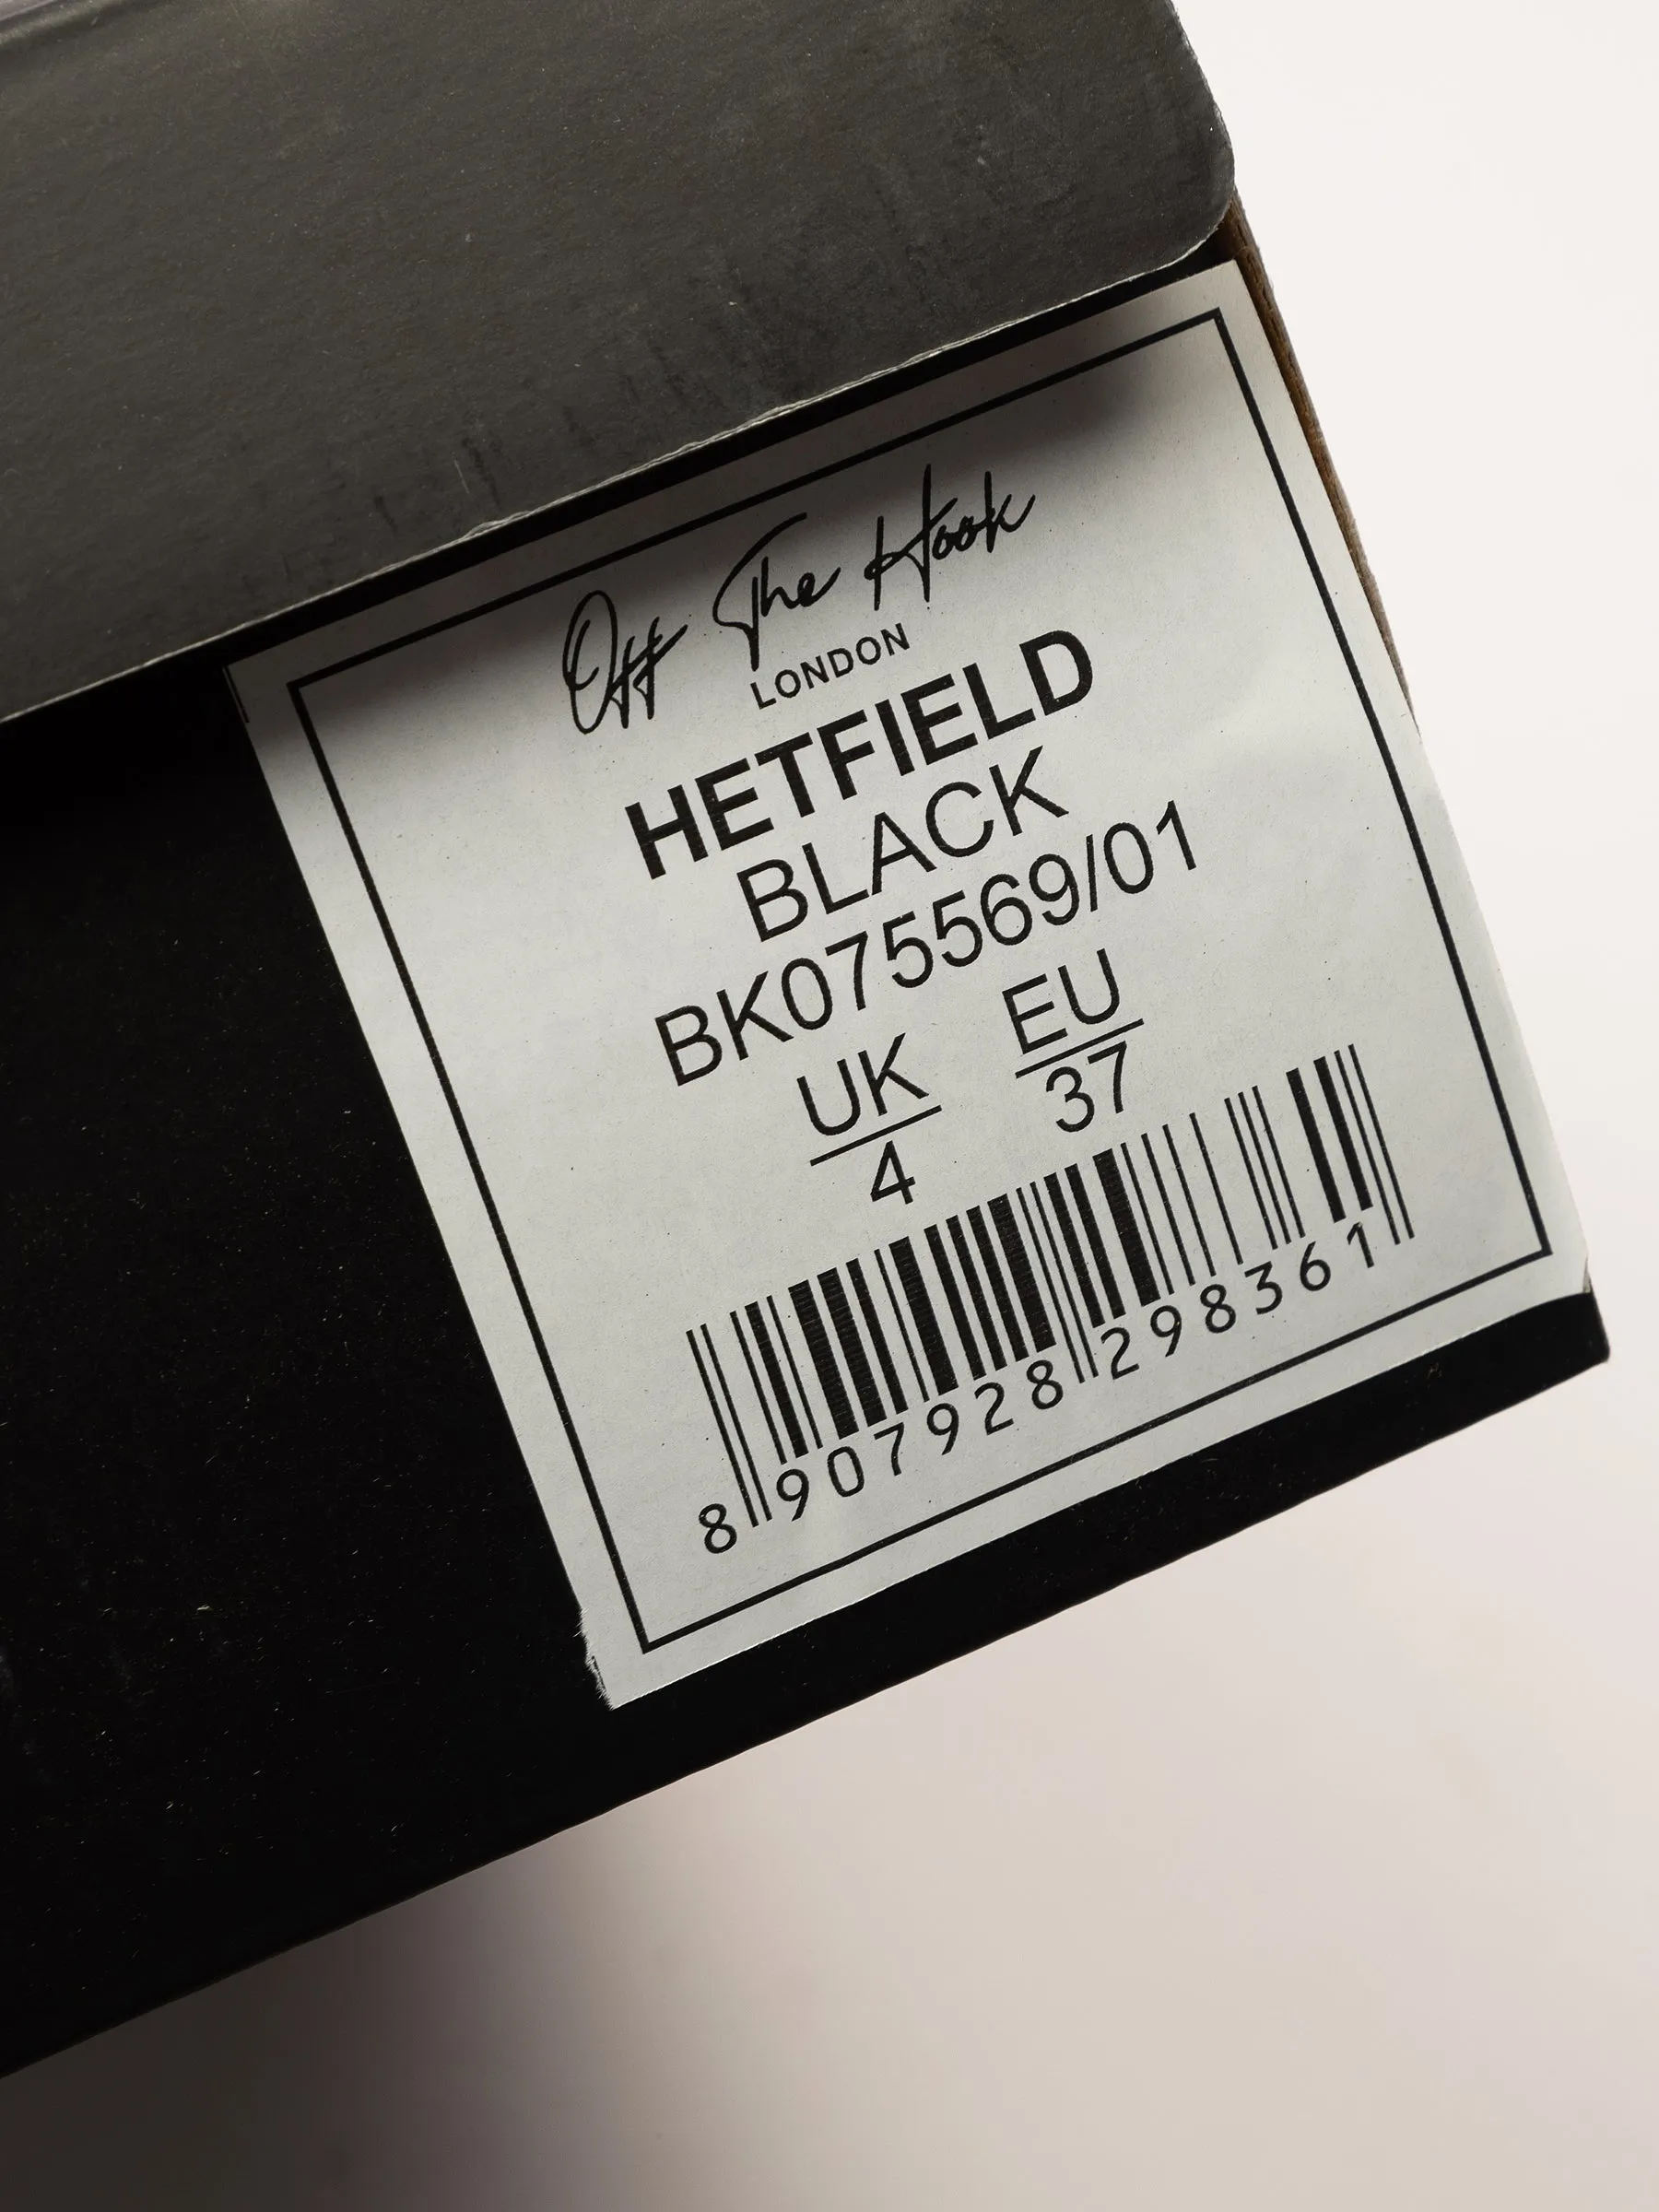 Off The Hook
LONDON
HETFIELD
BLACK
BK075569/01
UK EU
4 37
8 907928 298361